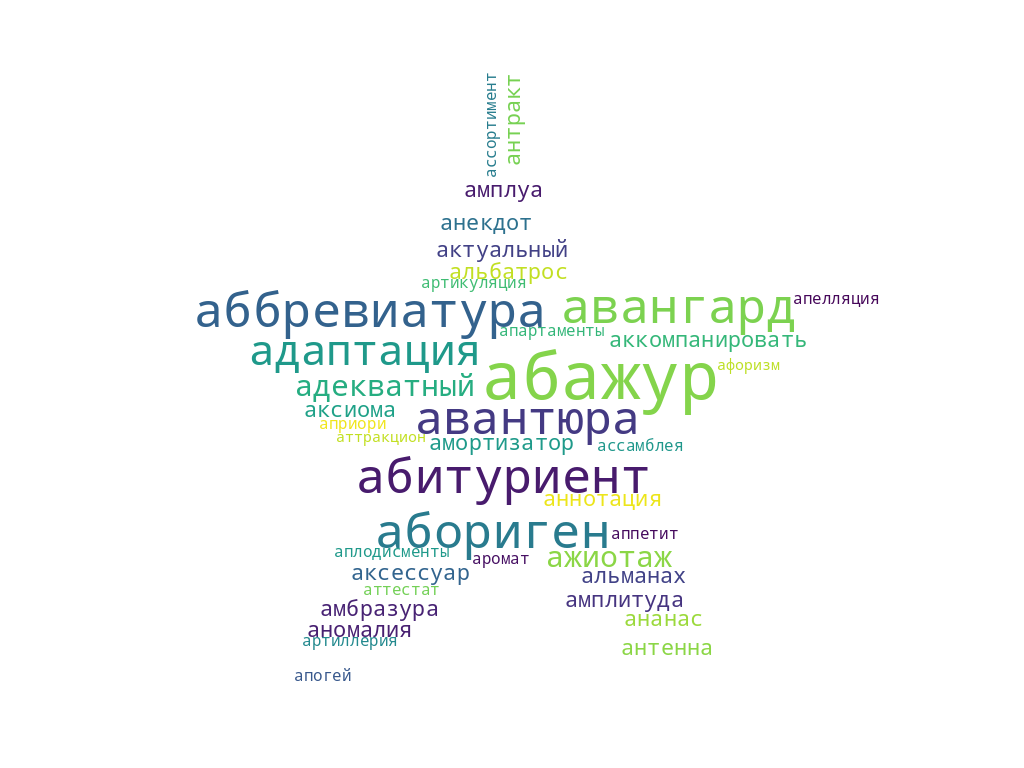 ассортимент
антракт
амплуа
анекдот
актуальный
альбатрос
артикуляция
аббревиатура
авангард
апелляция
апартаменты
аккомпанировать
адаптация
абажур
афоризм
адекватный
аксиома
авантюра
априори
аттракцион
амортизатор
ассамблея
абитуриент
аннотация
абориген
аппетит
аплодисменты
аромат
ажиотаж
аксессуар
альманах
аттестат
амплитуда
амбразура
ананас
аномалия
артиллерия
антенна
апогей